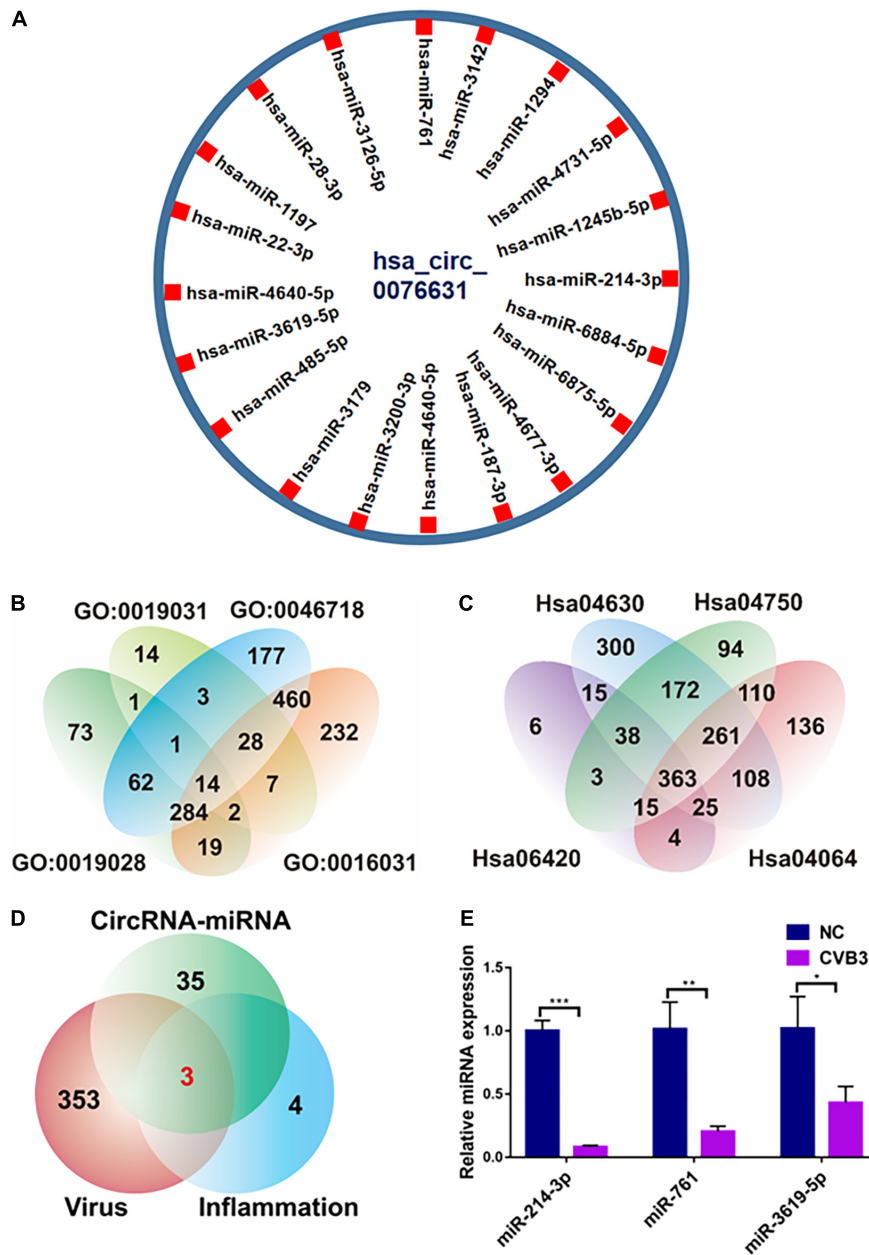 A
hsa-miR-761
hsa-miR-3142
hsa-miR-1294
hsa-miR-4731-5p
hsa-miR-1245b-5p
hsa-miR-214-3p
hsa-miR-6884-5p
hsa-miR-6875-5p
hsa-miR-4677-3p
hsa-miR-187-3p
hsa-miR-4640-5p
hsa-miR-3200-3p
hsa-miR-3179
hsa-miR-485-5p
hsa-miR-3619-5p
hsa-miR-4640-5p
hsa-miR-22-3p
hsa-miR-1197
hsa-miR-28-3p
hsa-miR-3126-5p
hsa_circ_
0076631
B
GO:0019031
GO:0046718
14
177
1
3
460
73
1
28
232
62
14
7
284
2
19
GO:0019028
GO:0016031
C
Hsa04630
Hsa04750
300
94
15
172
110
6
38
261
136
3
363
108
15
25
4
Hsa06420
Hsa04064
D
CircRNA-miRNA
35
3
353
4
Virus
Inflammation
E
NC
CVB3
Relative miRNA expression
1.5
1.0
0.5
0.0
***
**
*
miR-214-3p
miR-761
miR-3619-5p